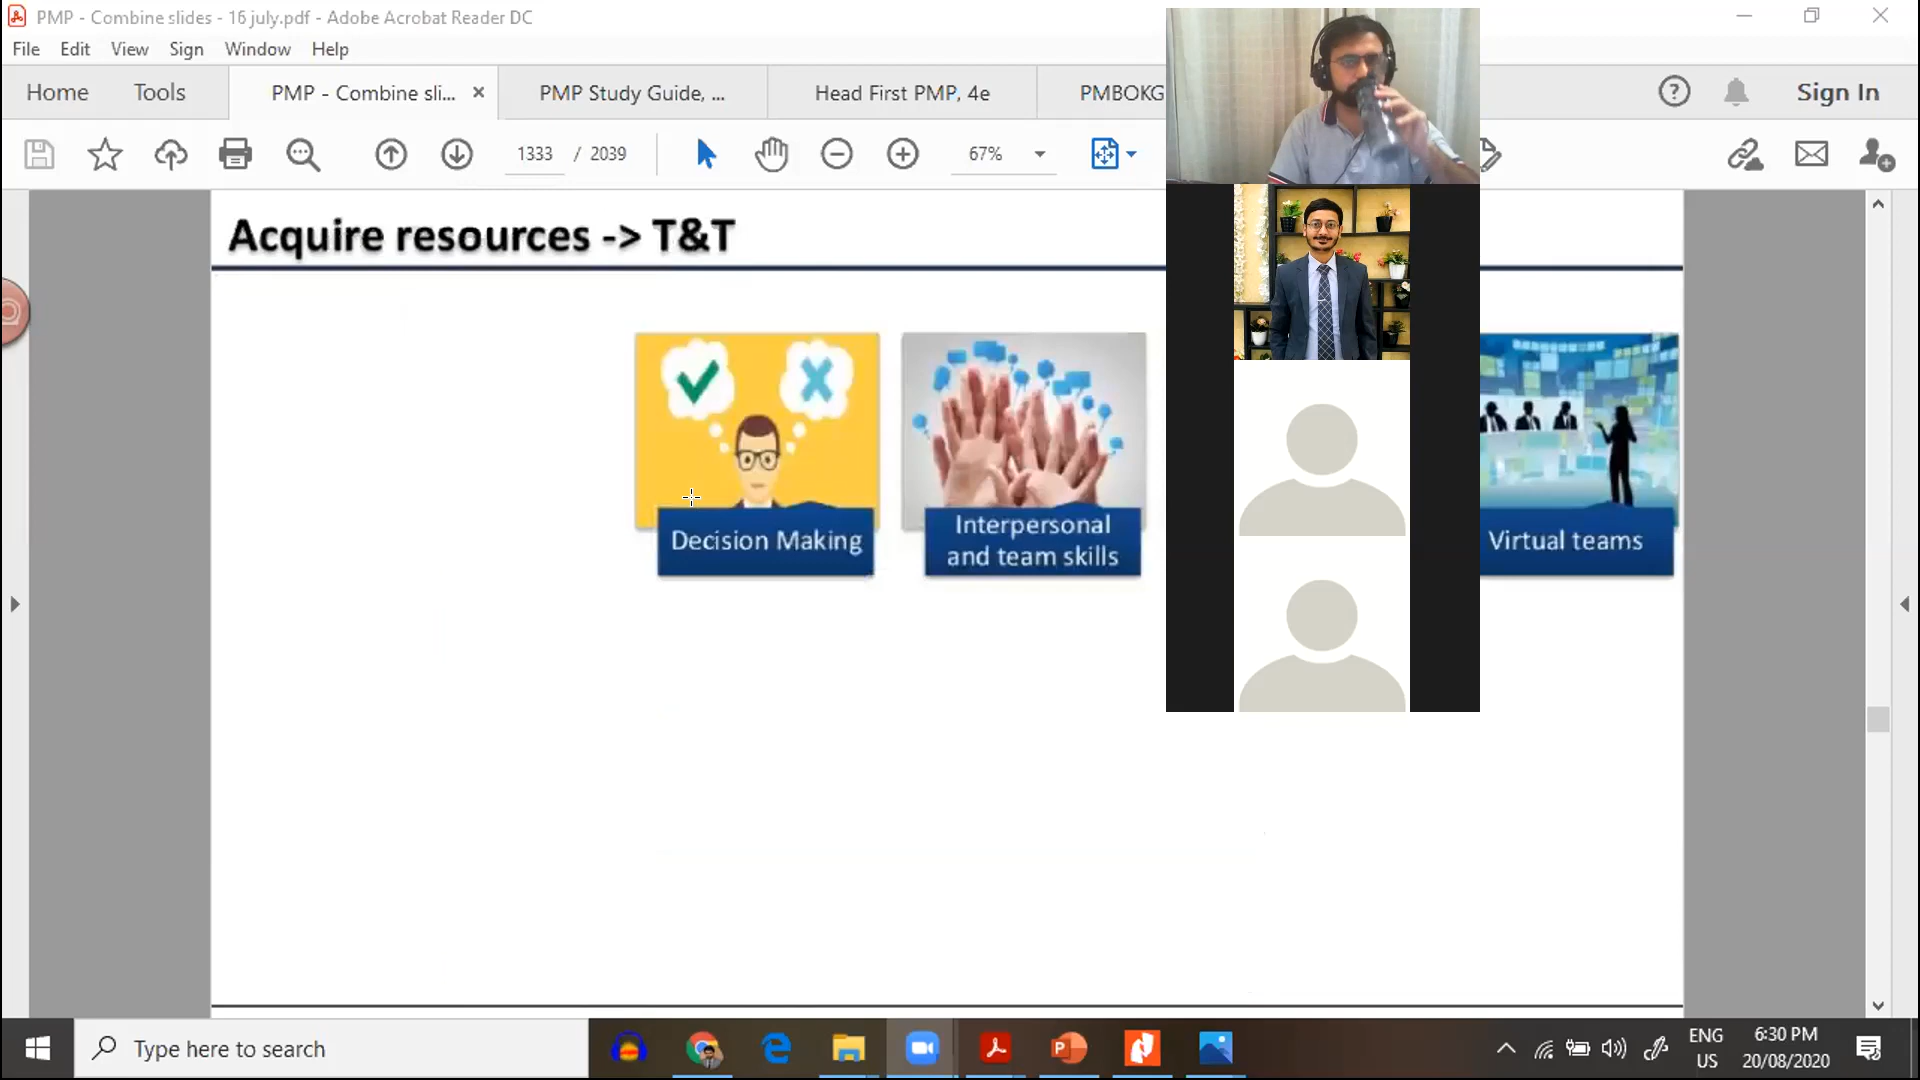 PMP - Combine slides - 16 july.pdf - Adobe Acrobat Reader DC
File Edit View Sign Window Help
Home Tools PMP - Combine sli... × PMP Study Guide, ... Head First PMP, 4e PMBOKG Sign In
1333 / 2039 67%
Acquire resources -> T&T
Decision Making
Interpersonal
and team skills
Virtual teams
Type here to search
ENG
US
6:30 PM
20/08/2020